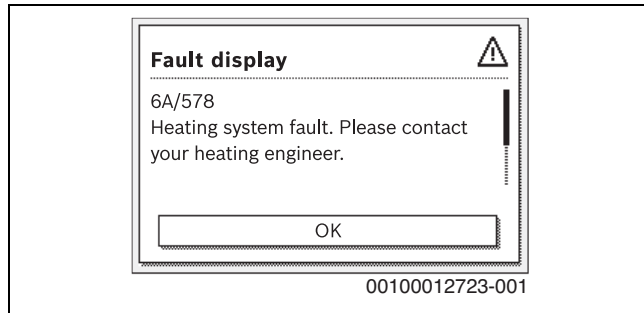 Fault display
6A/578
Heating system fault. Please contact
your heating engineer.
OK
00100012723-001